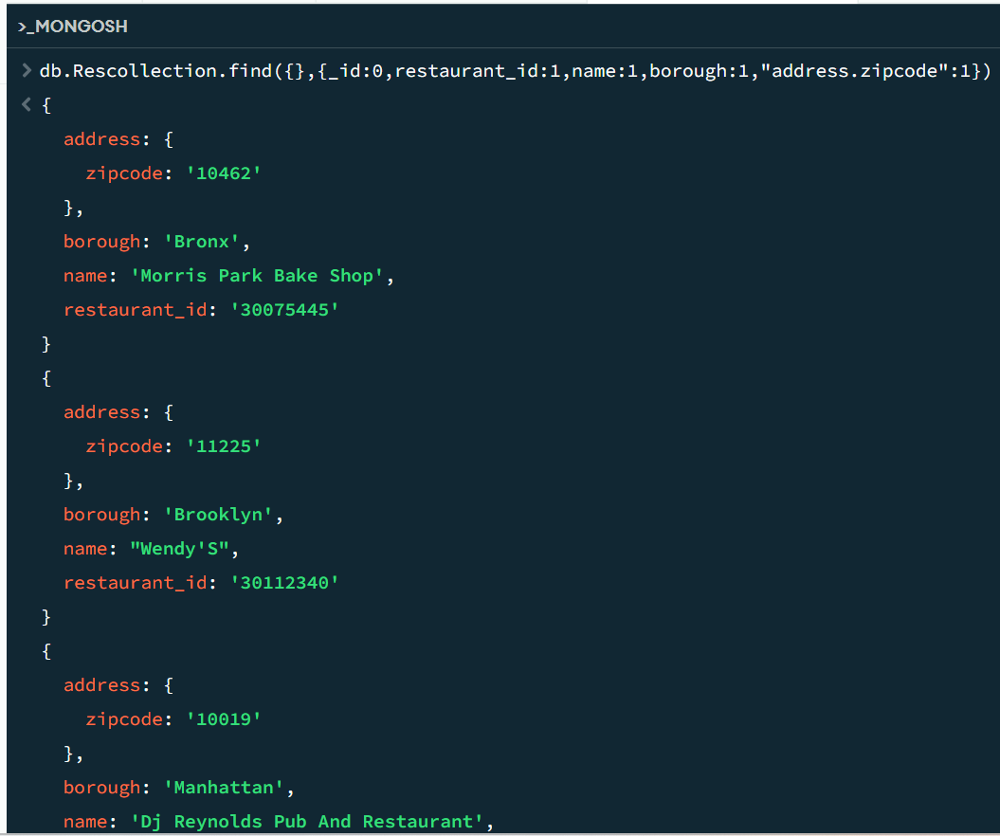 >_MONGOSH
> db.Rescollection.find({},{_id:0,restaurant_id:1,name:1,borough:1,"address.zipcode":1})
< {
address: {
zipcode: '10462'
},
borough: 'Bronx',
name: 'Morris Park Bake Shop',
restaurant_id: '30075445'
}
{
address: {
zipcode: '11225'
},
borough: 'Brooklyn',
name: "Wendy'S",
restaurant_id: '30112340'
}
{
address: {
zipcode: '10019'
},
borough: 'Manhattan',
name: 'Dj Reynolds Pub And Restaurant',